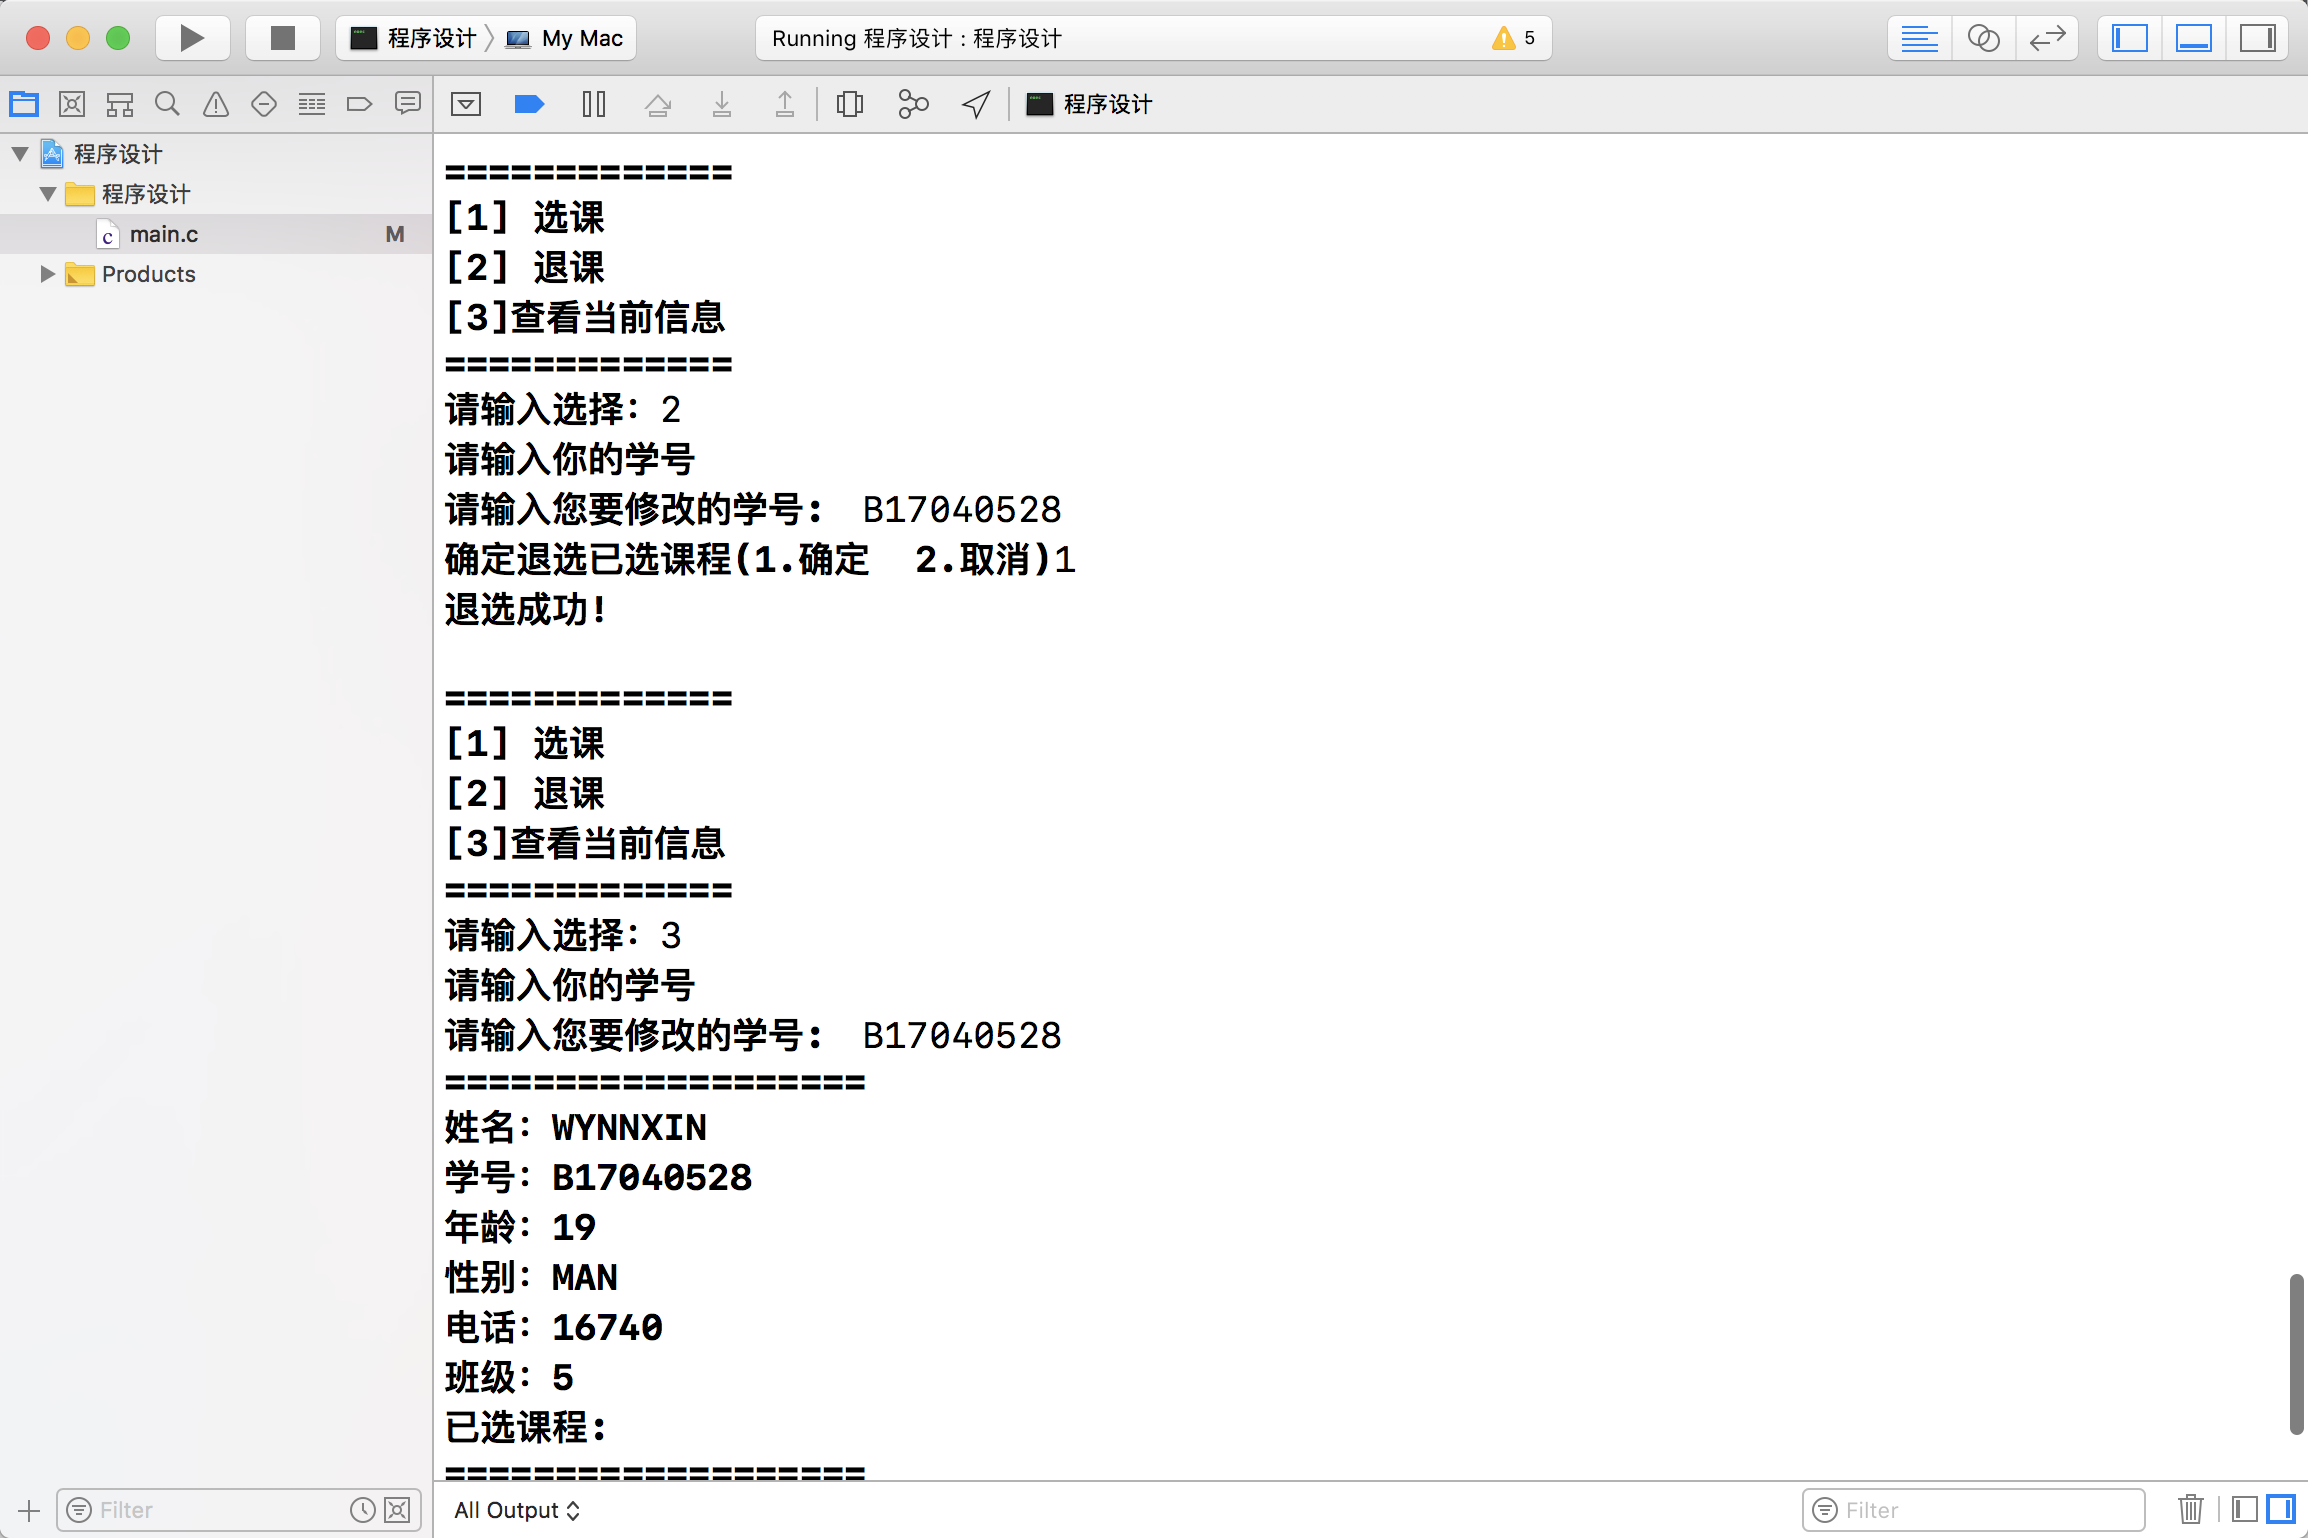 程序设计 My Mac
Running 程序设计 : 程序设计 5
程序设计
程序设计
程序设计
main.c M
Products
=============
[1] 选课
[2] 退课
[3]查看当前信息
=============
请输入选择：2
请输入你的学号
请输入您要修改的学号: B17040528
确定退选已选课程(1.确定  2.取消)1
退选成功!
=============
[1] 选课
[2] 退课
[3]查看当前信息
=============
请输入选择：3
请输入你的学号
请输入您要修改的学号: B17040528
===================
姓名：WYNNXIN
学号：B17040528
年龄：19
性别：MAN
电话：16740
班级：5
已选课程:
===================
Filter
All Output
Filter